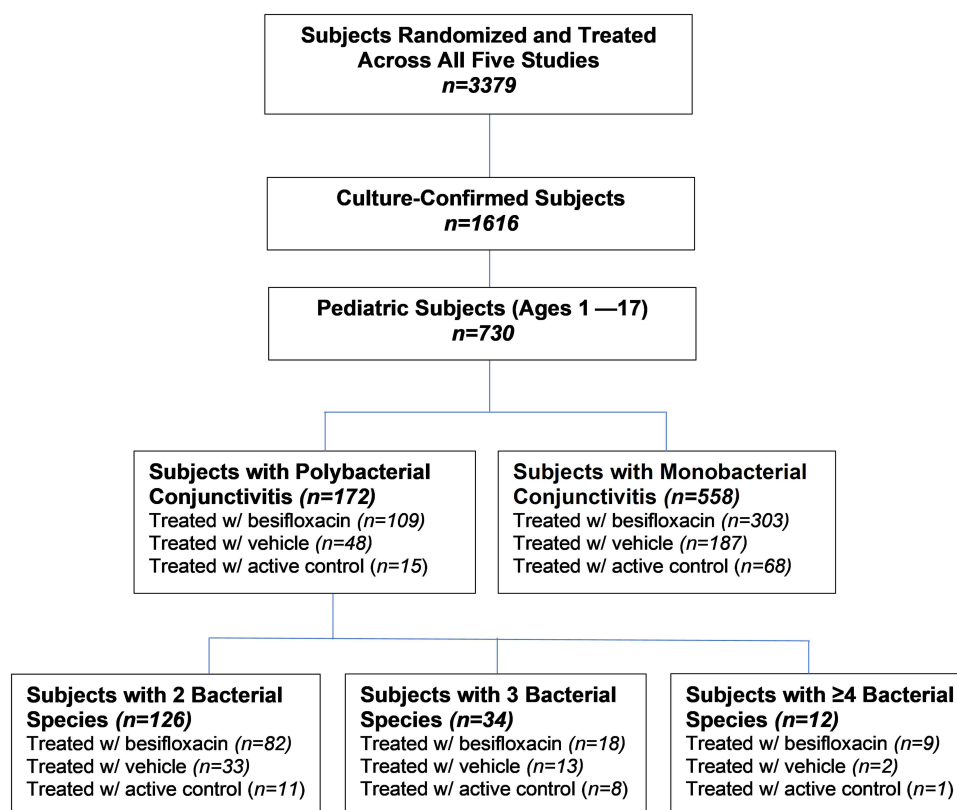 Subjects Randomized and Treated
Across All Five Studies
n=3379
Culture-Confirmed Subjects
n=1616
Pediatric Subjects (Ages 1 —17)
n=730
Subjects with Polybacterial
Conjunctivitis (n=172)
Treated w/ besifloxacin (n=109)
Treated w/ vehicle (n=48)
Treated w/ active control (n=15)
Subjects with Monobacterial
Conjunctivitis (n=558)
Treated w/ besifloxacin (n=303)
Treated w/ vehicle (n=187)
Treated w/ active control (n=68)
Subjects with 2 Bacterial
Species (n=126)
Treated w/ besifloxacin (n=82)
Treated w/ vehicle (n=33)
Treated w/ active control (n=11)
Subjects with 3 Bacterial
Species (n=34)
Treated w/ besifloxacin (n=18)
Treated w/ vehicle (n=13)
Treated w/ active control (n=8)
Subjects with ≥4 Bacterial
Species (n=12)
Treated w/ besifloxacin (n=9)
Treated w/ vehicle (n=2)
Treated w/ active control (n=1)